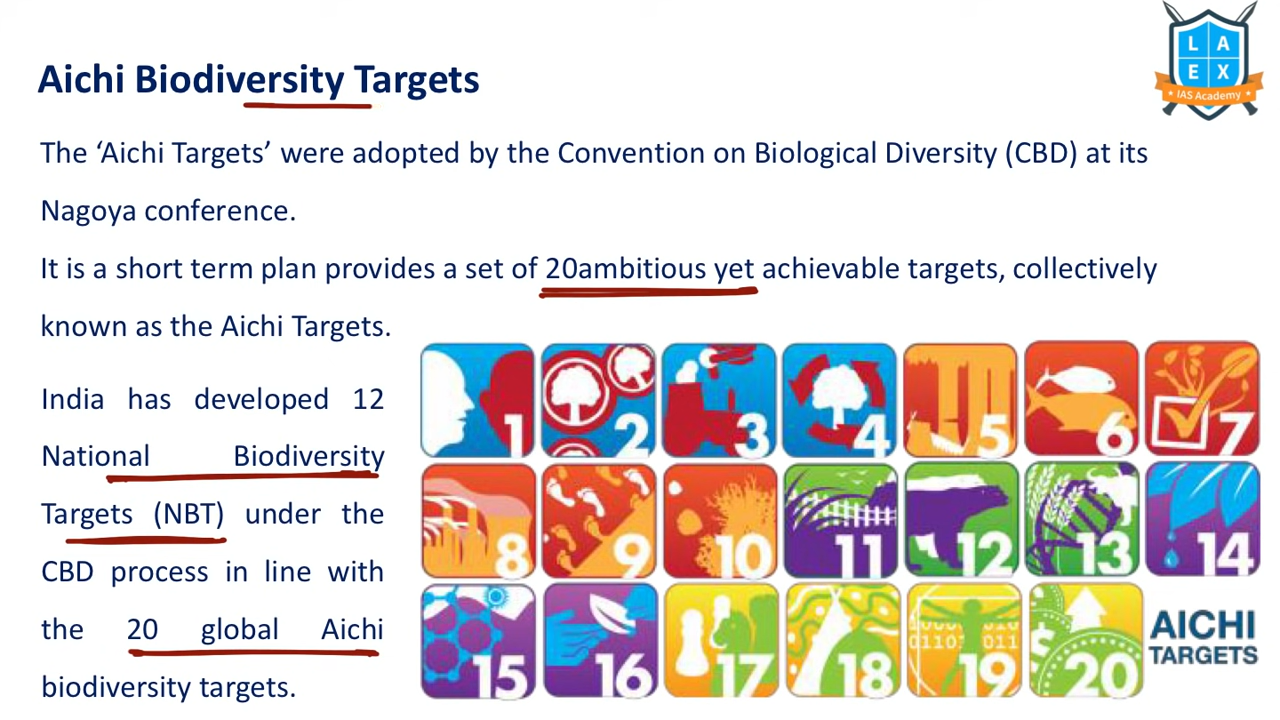 L A
E X
IAS Academy
Aichi Biodiversity Targets
The ‘Aichi Targets’ were adopted by the Convention on Biological Diversity (CBD) at its
Nagoya conference.
It is a short term plan provides a set of 20ambitious yet achievable targets, collectively
known as the Aichi Targets.
India has developed 12
National Biodiversity
Targets (NBT) under the
CBD process in line with
the 20 global Aichi
biodiversity targets.
1 2 3 4 5 6 7
8 9 10 11 12 13 14
15 16 17 18 19 20
AICHI
TARGETS